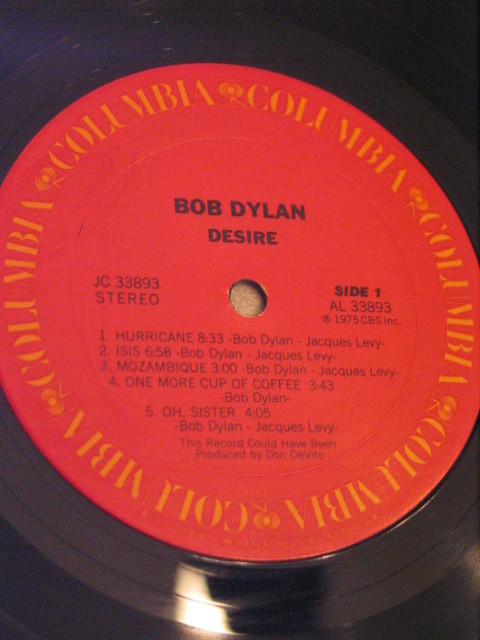 COLUMBIA COLUMBIA COLUMBIA COLUMBIA COLUMBIA COLUMBIA
BOB DYLAN
DESIRE
JC 33893
STEREO
SIDE 1
AL 33893
℗ 1975 CBS Inc.
1. HURRICANE 8:33 -Bob Dylan - Jacques Levy-
2. ISIS 6:58 -Bob Dylan - Jacques Levy-
3. MOZAMBIQUE 3:00 -Bob Dylan - Jacques Levy-
4. ONE MORE CUP OF COFFEE 3:43
-Bob Dylan-
5. OH, SISTER 4:05
-Bob Dylan - Jacques Levy-
This Record Could Have Been
Produced by Don DeVito